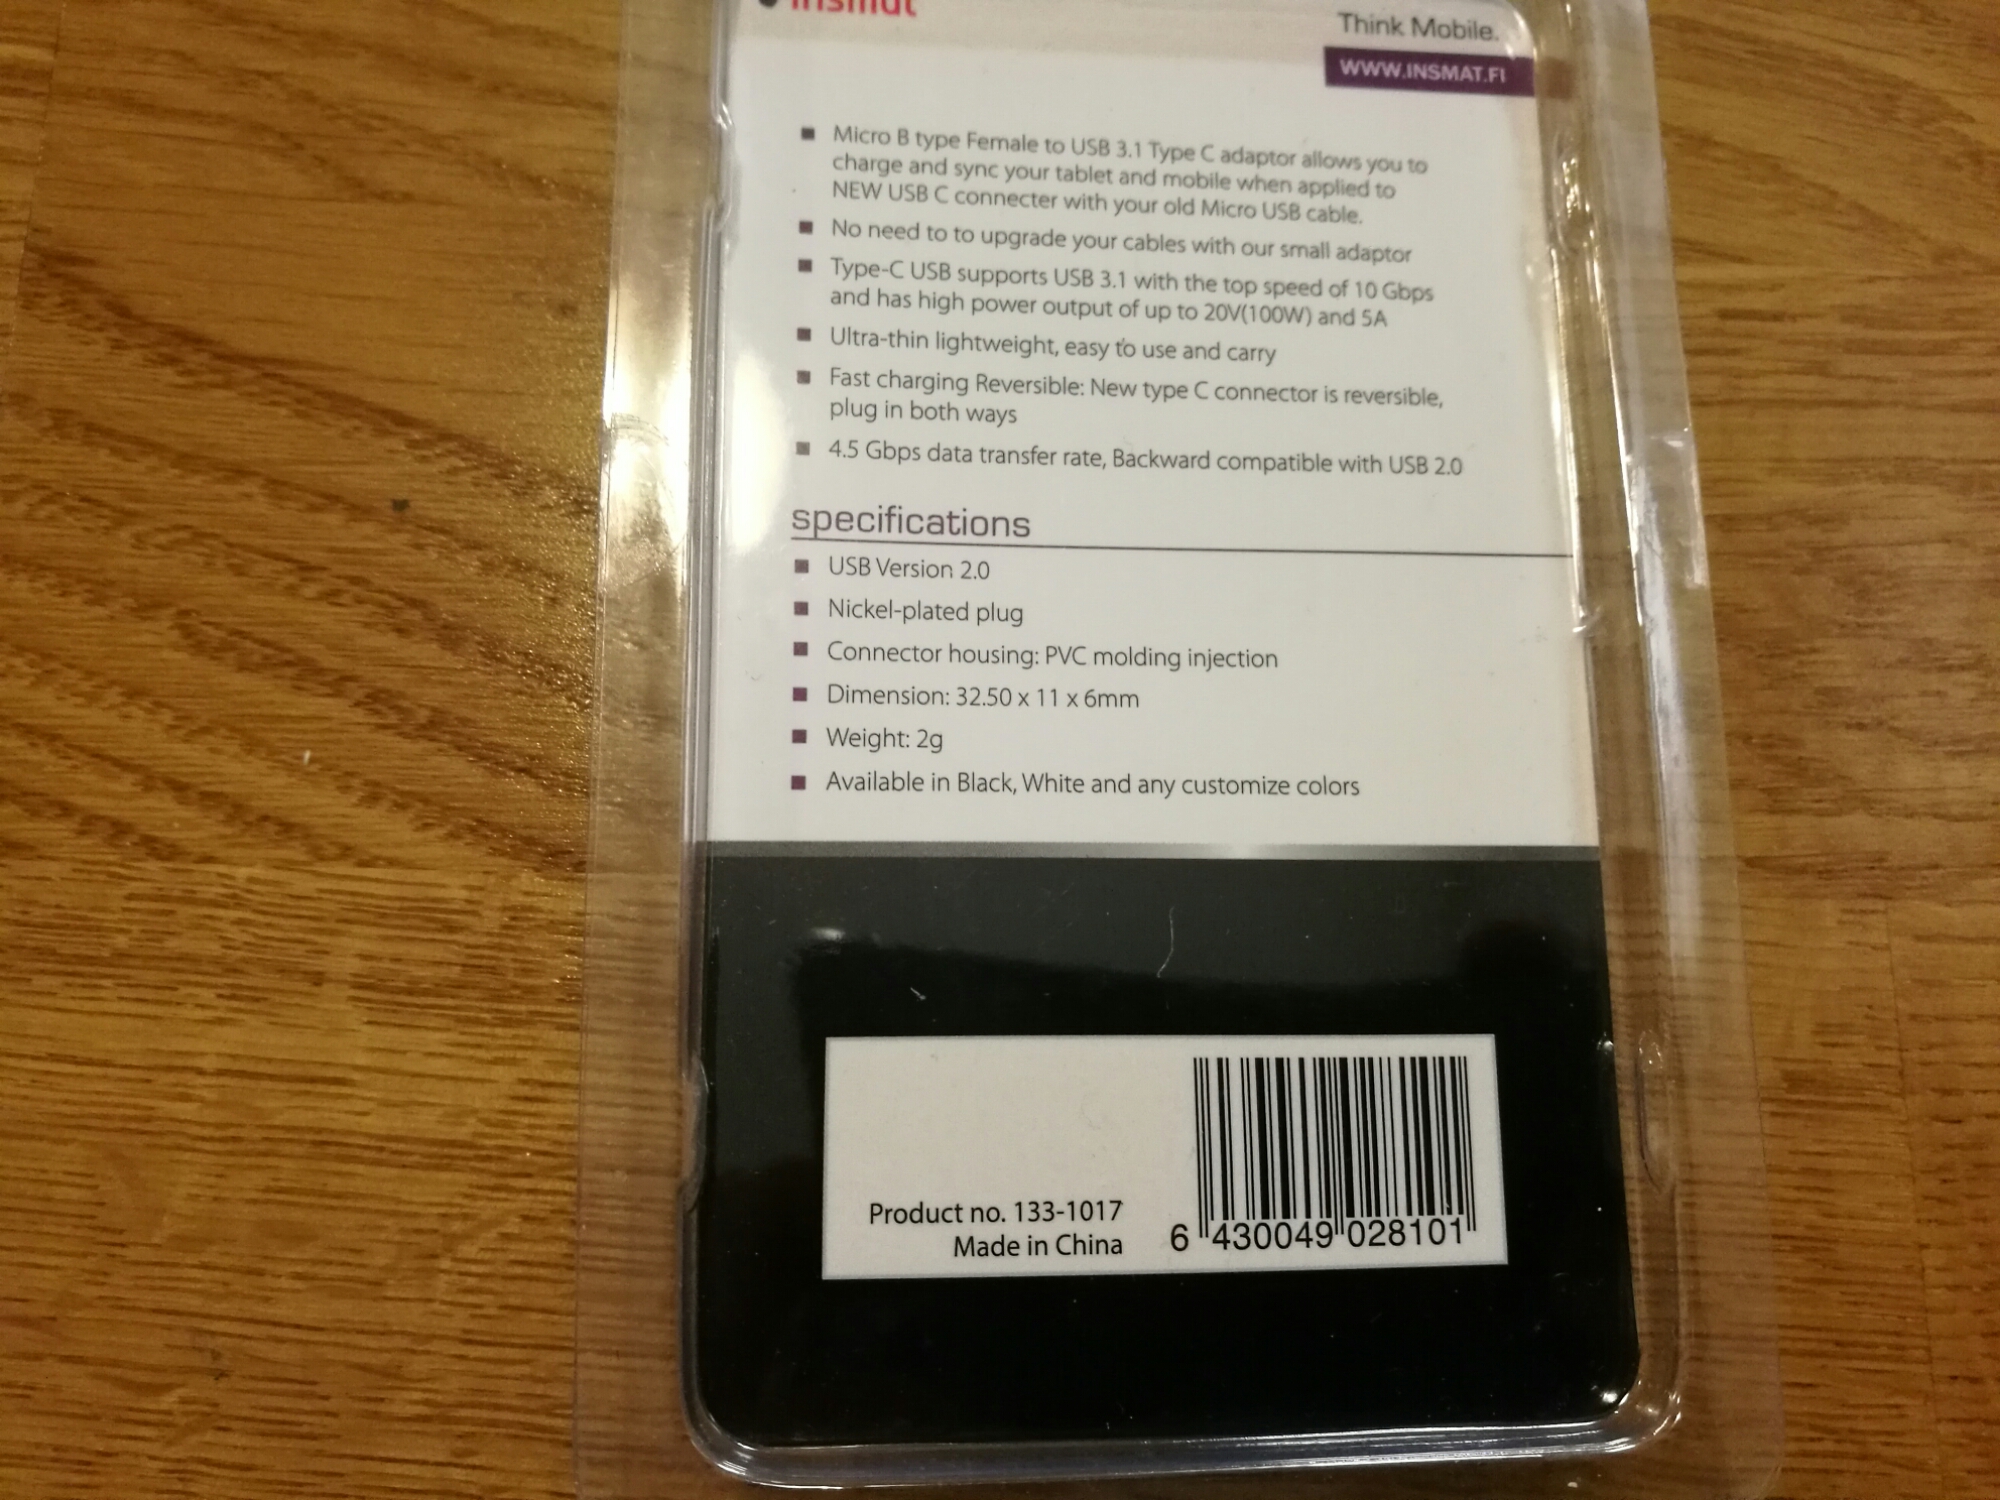 insmat
Think Mobile.
WWW.INSMAT.FI
Micro B type Female to USB 3.1 Type C adaptor allows you to
charge and sync your tablet and mobile when applied to
NEW USB C connecter with your old Micro USB cable.
No need to to upgrade your cables with our small adaptor
Type-C USB supports USB 3.1 with the top speed of 10 Gbps
and has high power output of up to 20V(100W) and 5A
Ultra-thin lightweight, easy to use and carry
Fast charging Reversible: New type C connector is reversible,
plug in both ways
4.5 Gbps data transfer rate, Backward compatible with USB 2.0
specifications
USB Version 2.0
Nickel-plated plug
Connector housing: PVC molding injection
Dimension: 32.50 x 11 x 6mm
Weight: 2g
Available in Black, White and any customize colors
Product no. 133-1017
Made in China
6 430049 028101